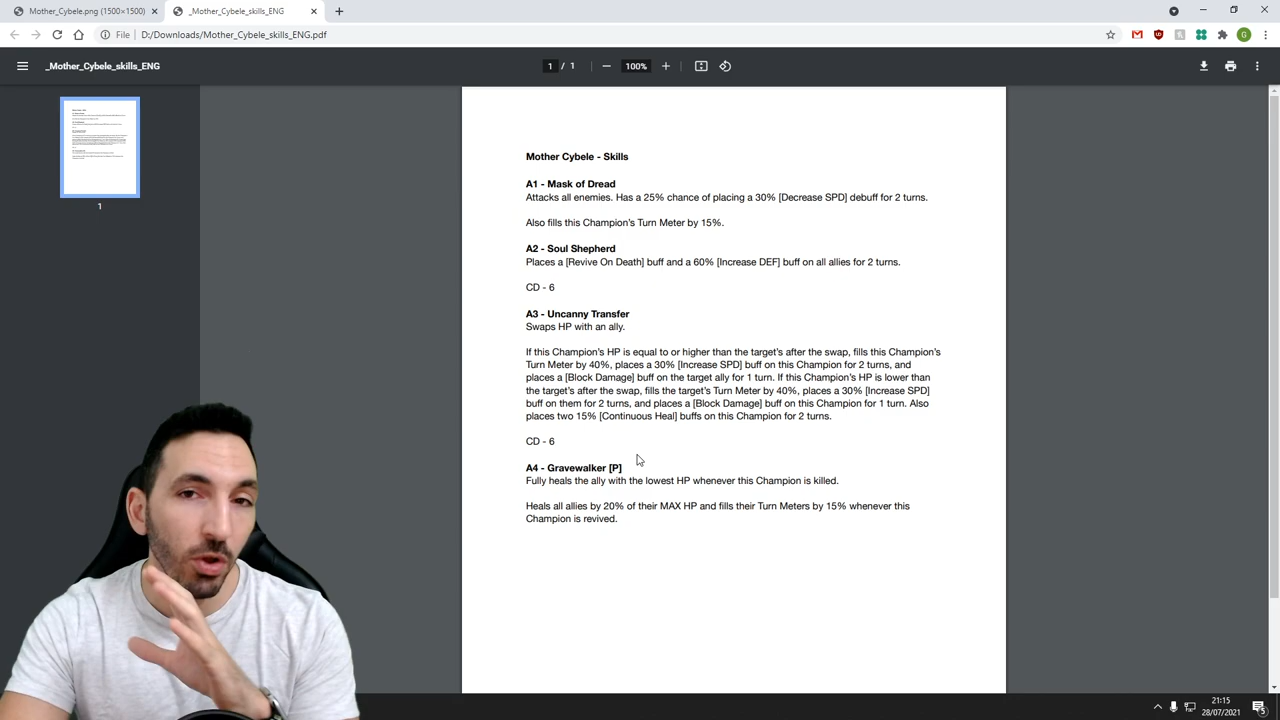 Mother_Cybele.png (1500×1500)
_Mother_Cybele_skills_ENG
File
D:/Downloads/Mother_Cybele_skills_ENG.pdf
G
_Mother_Cybele_skills_ENG
1 / 1
100%
1
Mother Cybele - Skills
A1 - Mask of Dread
Attacks all enemies. Has a 25% chance of placing a 30% [Decrease SPD] debuff for 2 turns.
Also fills this Champion's Turn Meter by 15%.
A2 - Soul Shepherd
Places a [Revive On Death] buff and a 60% [Increase DEF] buff on all allies for 2 turns.
CD - 6
A3 - Uncanny Transfer
Swaps HP with an ally.
If this Champion's HP is equal to or higher than the target's after the swap, fills this Champion's
Turn Meter by 40%, places a 30% [Increase SPD] buff on this Champion for 2 turns, and
places a [Block Damage] buff on the target ally for 1 turn. If this Champion's HP is lower than
the target's after the swap, fills the target's Turn Meter by 40%, places a 30% [Increase SPD]
buff on them for 2 turns, and places a [Block Damage] buff on this Champion for 1 turn. Also
places two 15% [Continuous Heal] buffs on this Champion for 2 turns.
CD - 6
A4 - Gravewalker [P]
Fully heals the ally with the lowest HP whenever this Champion is killed.
Heals all allies by 20% of their MAX HP and fills their Turn Meters by 15% whenever this
Champion is revived.
21:15
28/07/2021